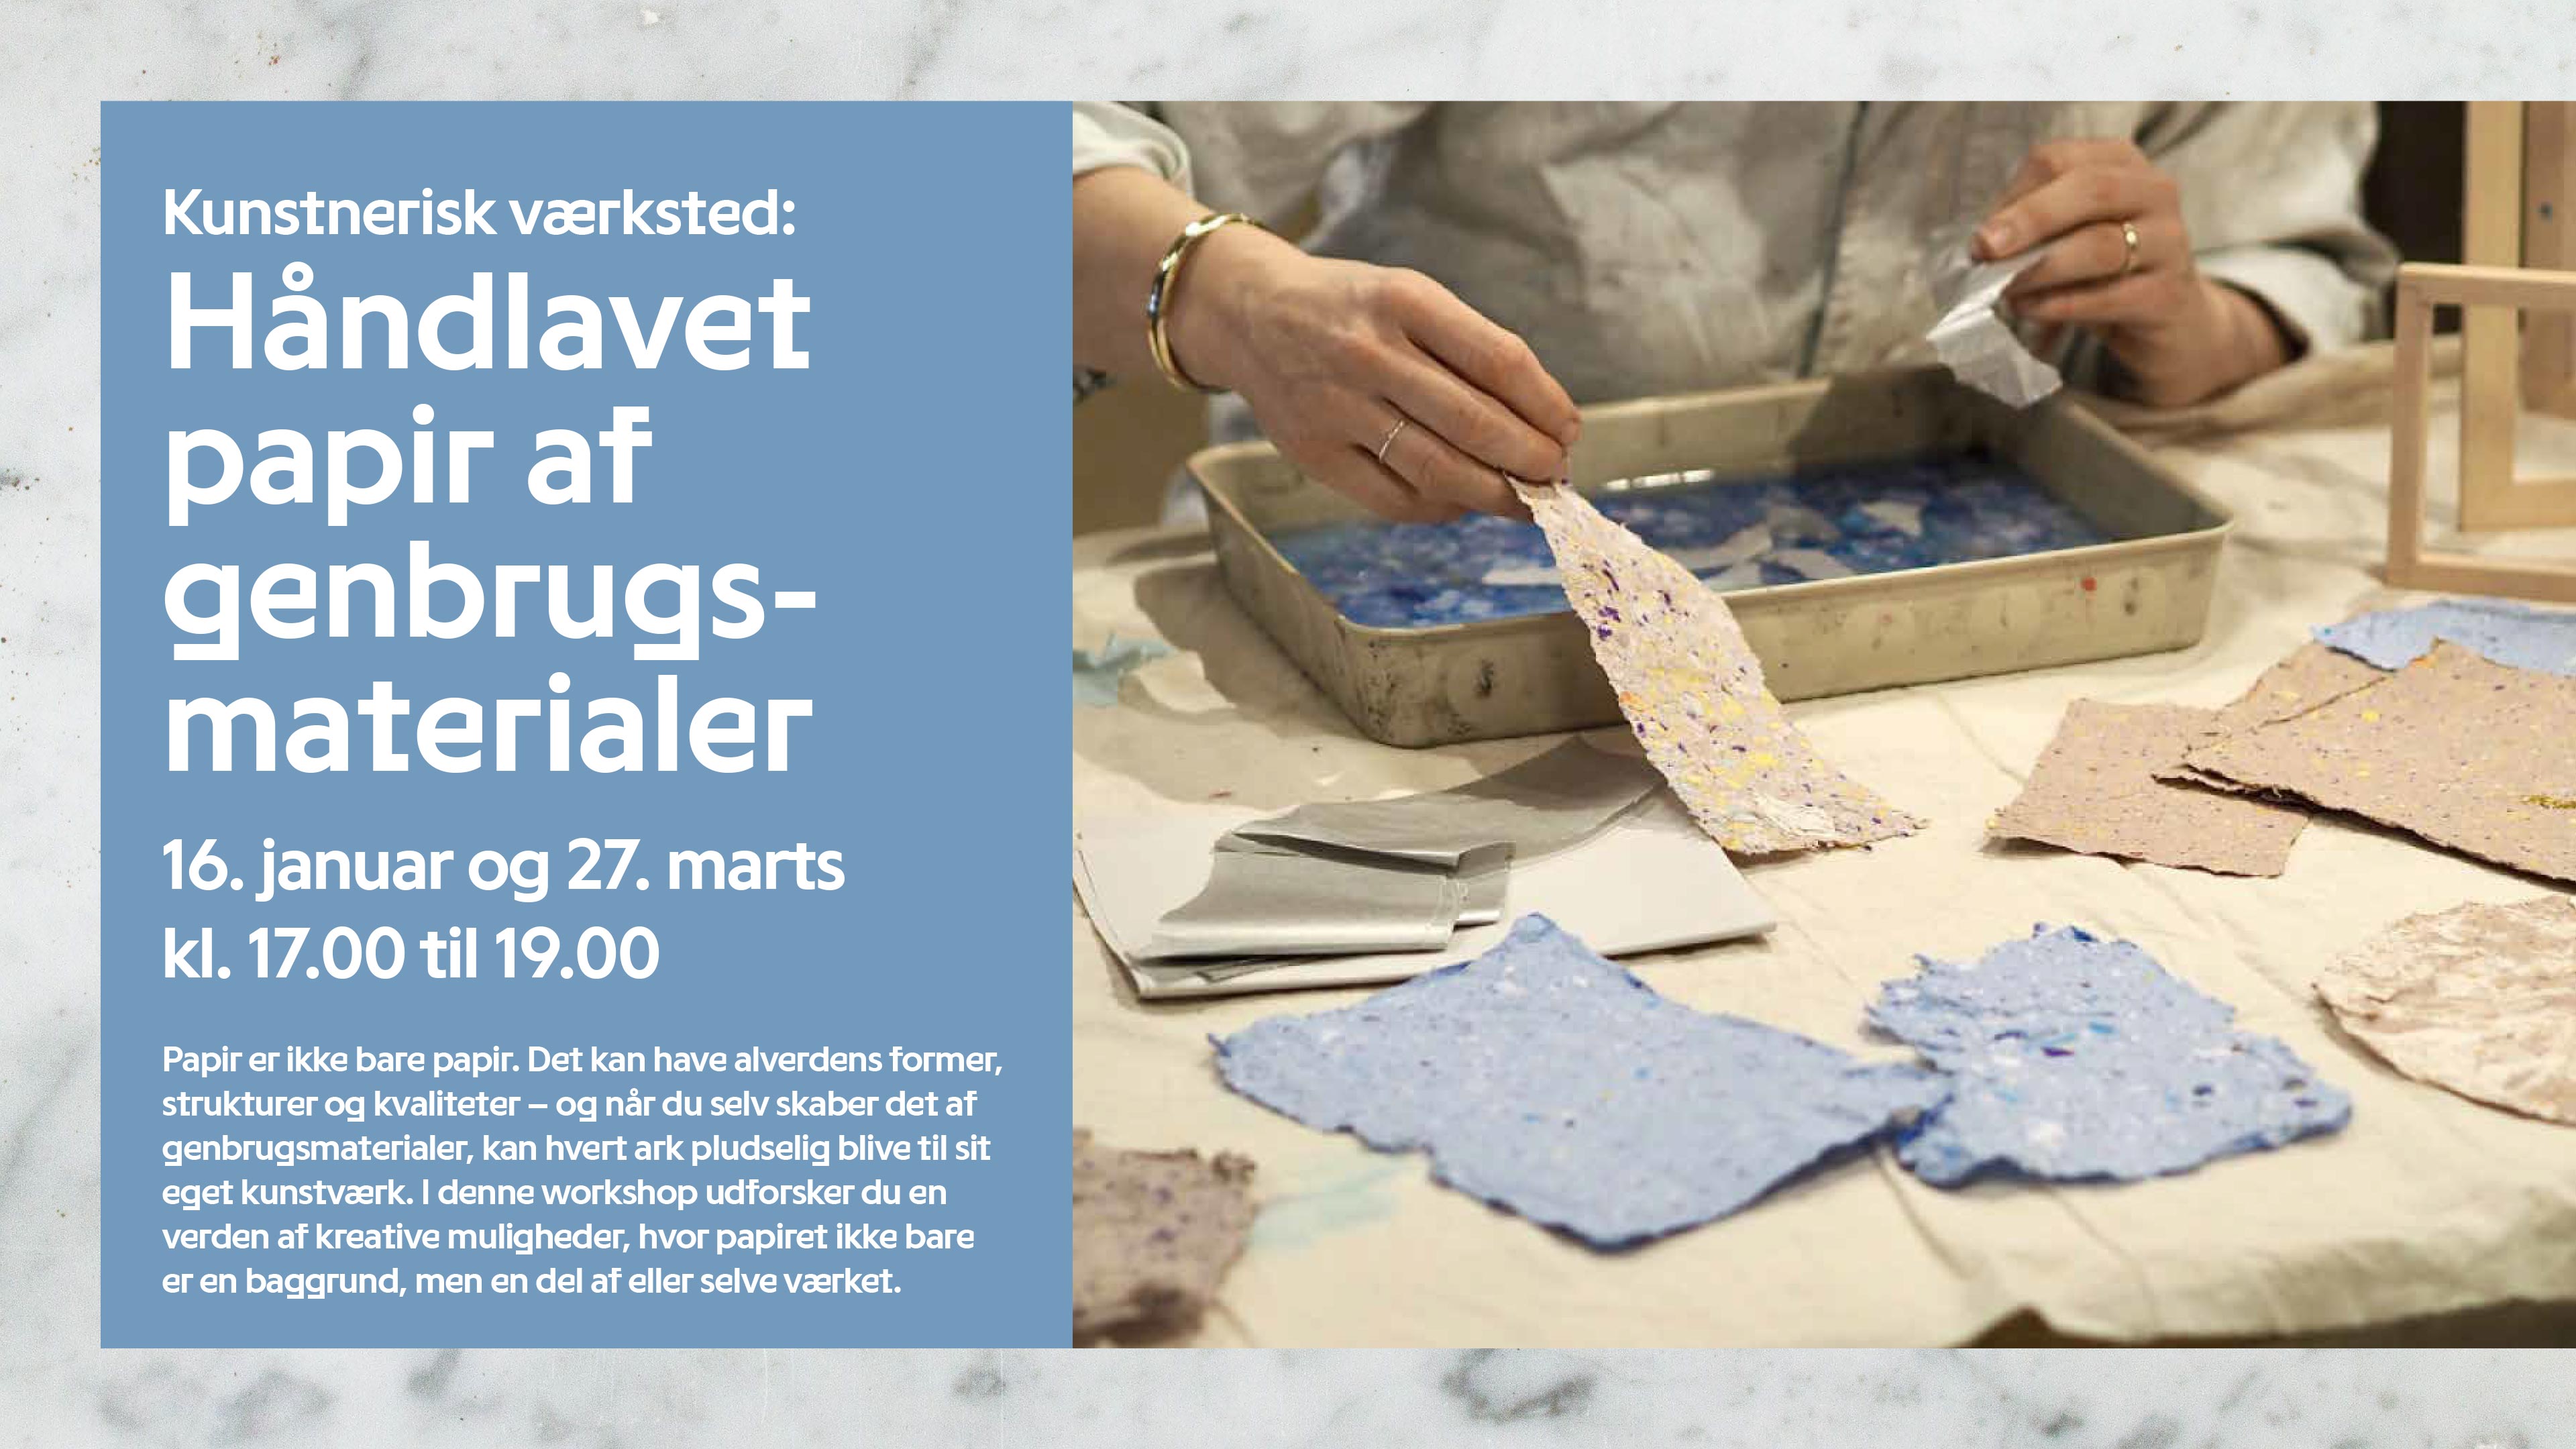 Kunstnerisk værksted:
Håndlavet
papir af
genbrugs-
materialer
16. januar og 27. marts
kl. 17.00 til 19.00
Papir er ikke bare papir. Det kan have alverdens former,
strukturer og kvaliteter – og når du selv skaber det af
genbrugsmaterialer, kan hvert ark pludselig blive til sit
eget kunstværk. I denne workshop udforsker du en
verden af kreative muligheder, hvor papiret ikke bare
er en baggrund, men en del af eller selve værket.